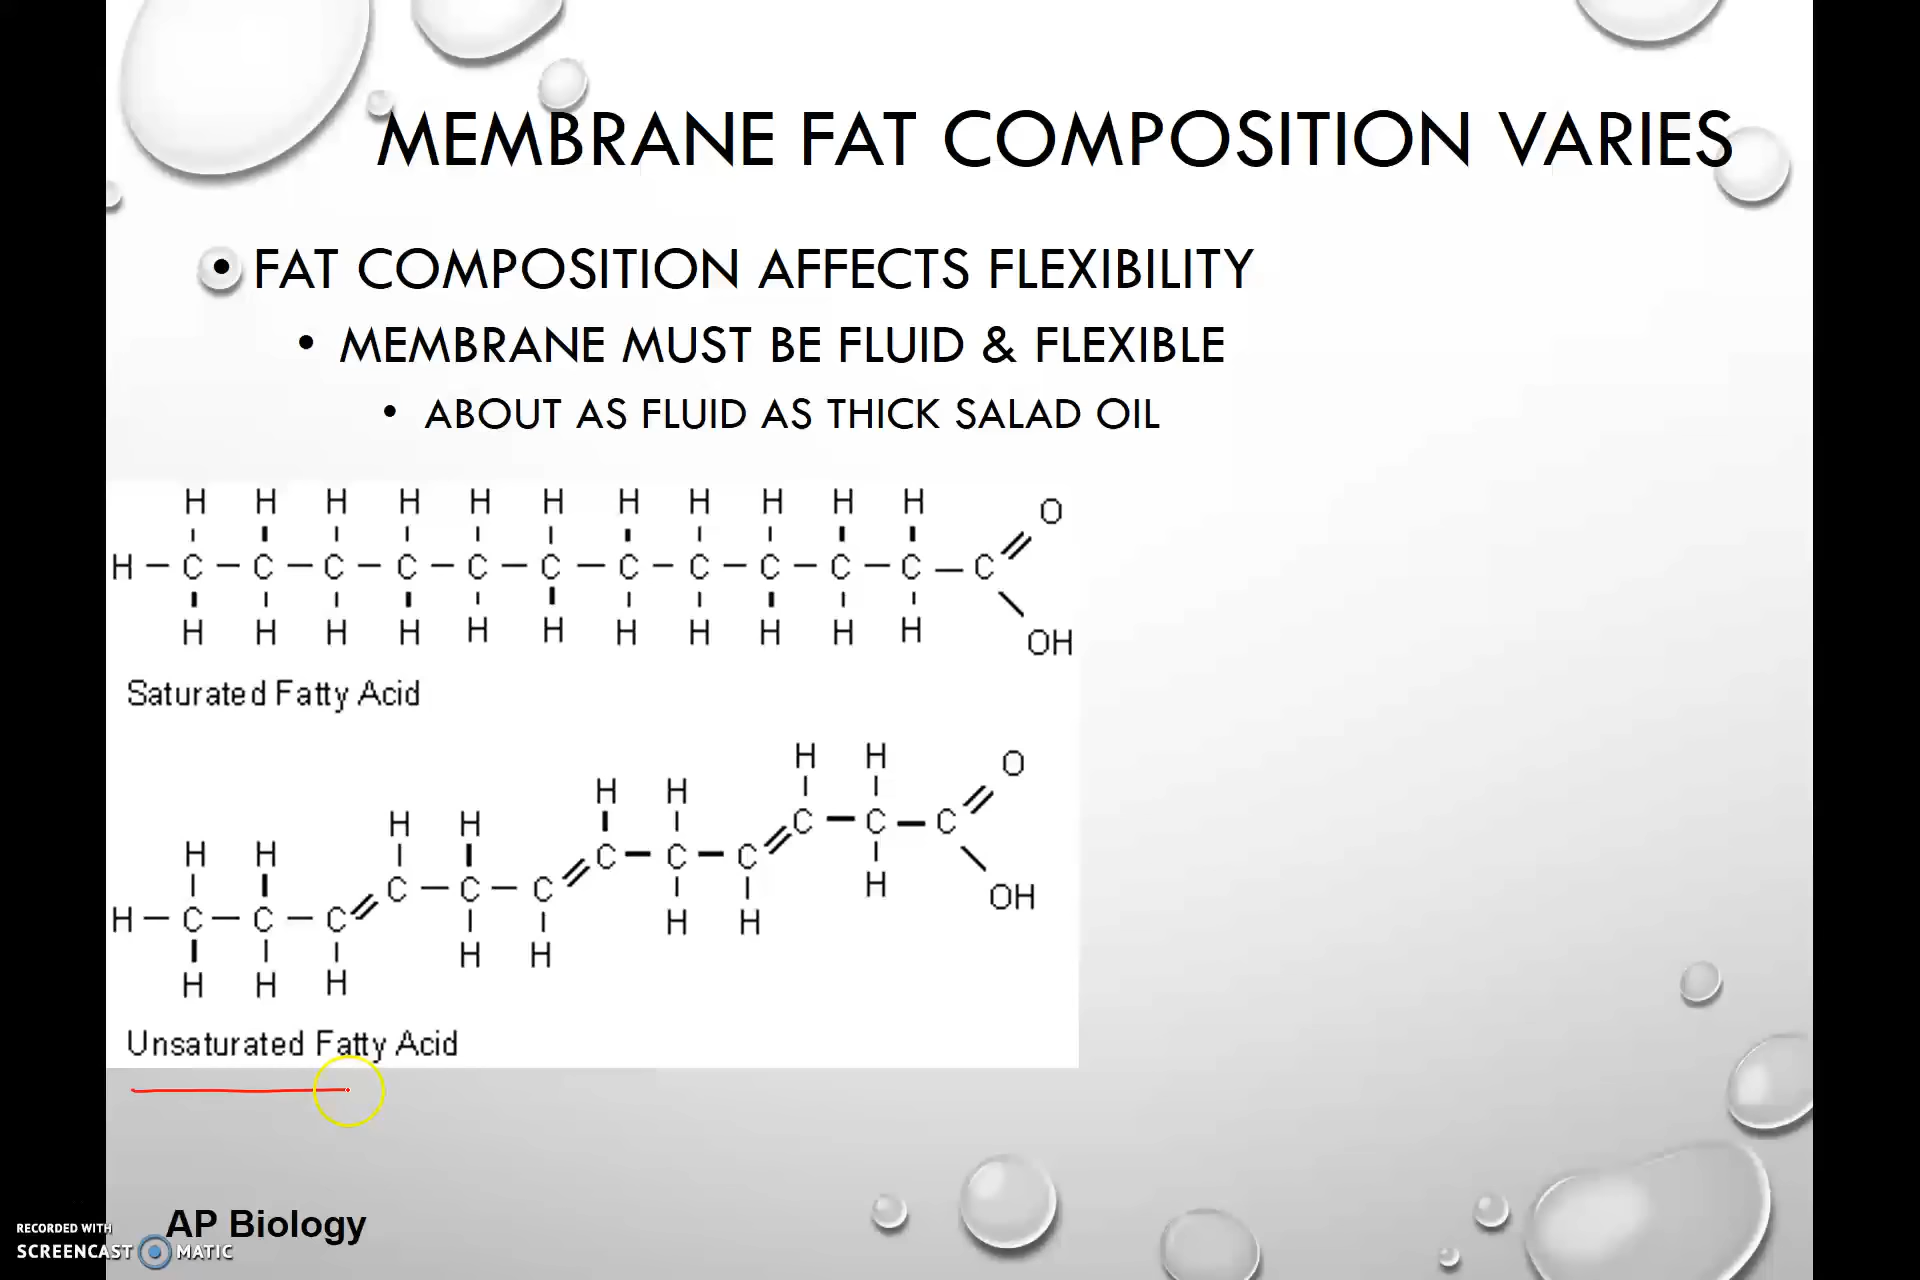 MEMBRANE FAT COMPOSITION VARIES
• FAT COMPOSITION AFFECTS FLEXIBILITY
• MEMBRANE MUST BE FLUID & FLEXIBLE
• ABOUT AS FLUID AS THICK SALAD OIL
H H H H H H H H H H H O
H – C – C – C – C – C – C – C – C – C – C – C – C
H H H H H H H H H H H OH
Saturated Fatty Acid
H H O
H H C – C – C
H H C – C – C H OH
H H C – C – C H H
H – C – C – C H H
H H H
Unsaturated Fatty Acid
AP Biology
RECORDED WITH
SCREENCAST MATIC